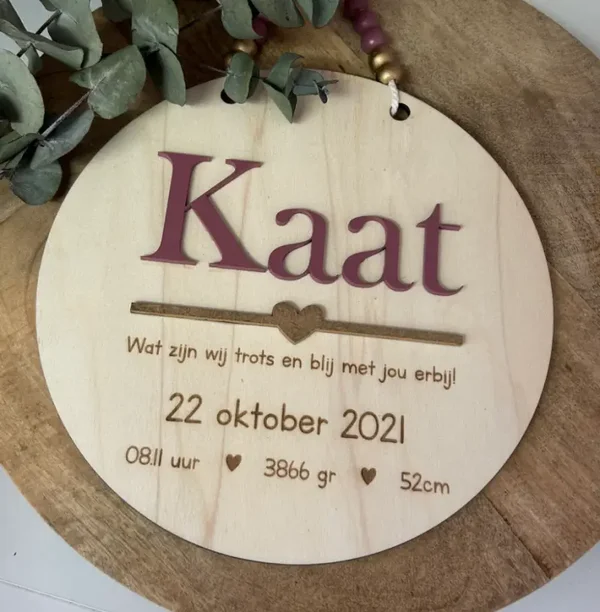 Kaat
Wat zijn wij trots en blij met jou erbij!
22 oktober 2021
08.11 uur 3866 gr 52cm